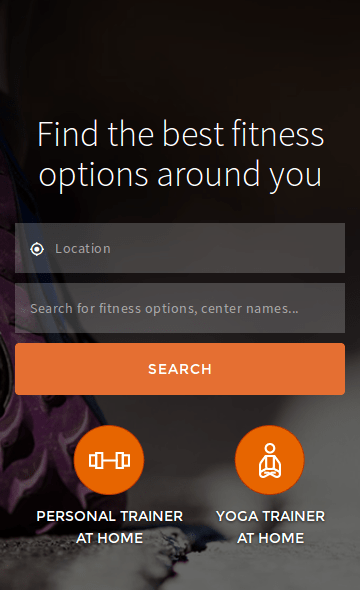 Find the best fitness
options around you
Location
Search for fitness options, center names...
SEARCH
PERSONAL TRAINER
AT HOME
YOGA TRAINER
AT HOME